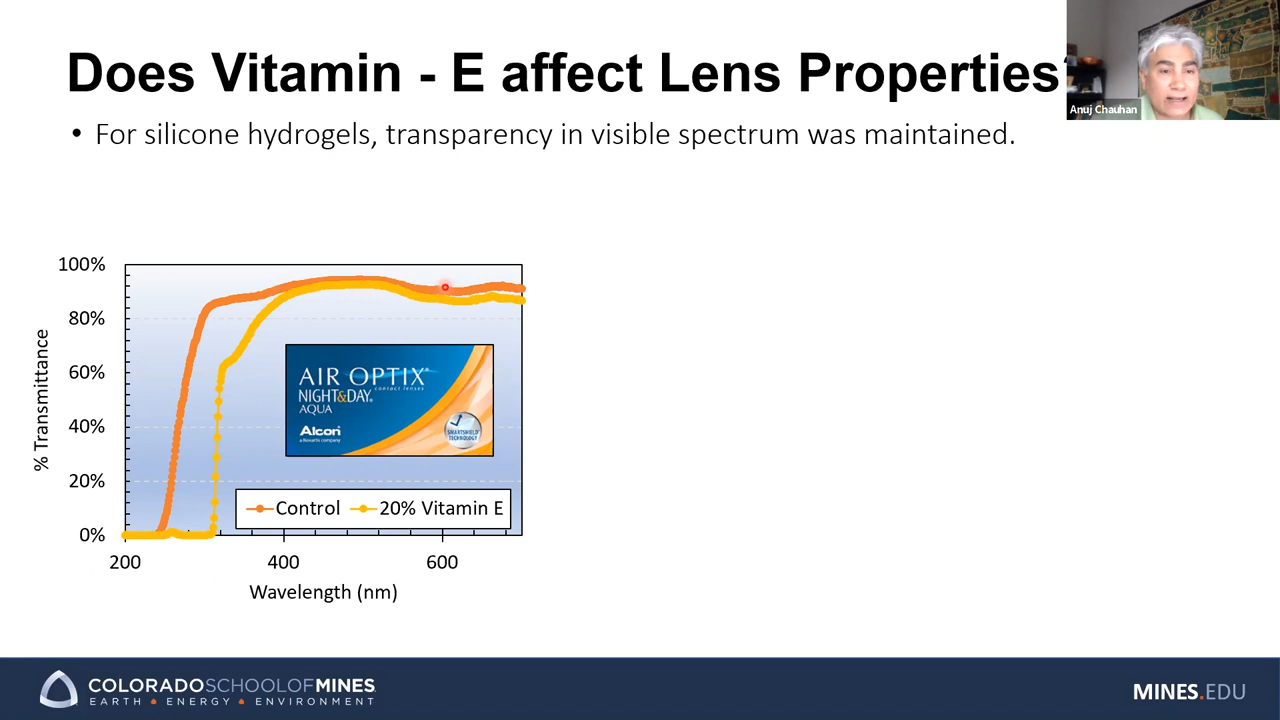 Does Vitamin - E affect Lens Properties
Anuj Chauhan
• For silicone hydrogels, transparency in visible spectrum was maintained.
100%
80%
60%
40%
20%
0%
% Transmittance
AIR OPTIX®
contact lenses
NIGHT&DAY®
AQUA
Alcon
a Novartis company
SMARTSHIELD
TECHNOLOGY
Control 20% Vitamin E
200 400 600
Wavelength (nm)
COLORADOSCHOOLOFMINES
EARTH • ENERGY • ENVIRONMENT
MINES.EDU